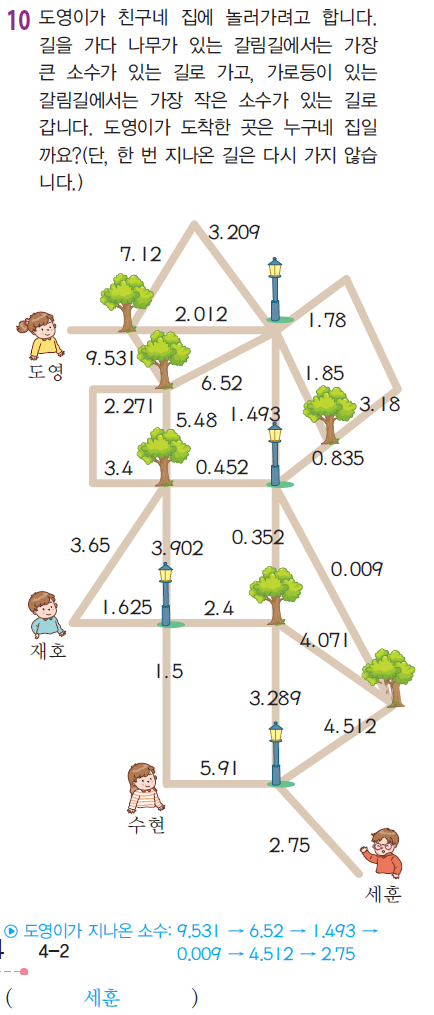 10 도영이가 친구네 집에 놀러가려고 합니다.
길을 가다 나무가 있는 갈림길에서는 가장
큰 소수가 있는 길로 가고, 가로등이 있는
갈림길에서는 가장 작은 소수가 있는 길로
갑니다. 도영이가 도착한 곳은 누구네 집일
까요?(단, 한 번 지나온 길은 다시 가지 않습
니다.)
3.209
7.12
2.012
1.78
도영
9.531
6.52
1.85
2.271
5.48
1.493
3.18
3.4
0.452
0.835
3.65
3.902
0.352
0.009
1.625
2.4
재호
4.071
1.5
3.289
4.512
5.91
수현
2.75
세훈
도영이가 지나온 소수: 9.531 → 6.52 → 1.493 →
4-2
0.009 → 4.512 → 2.75
( 세훈 )